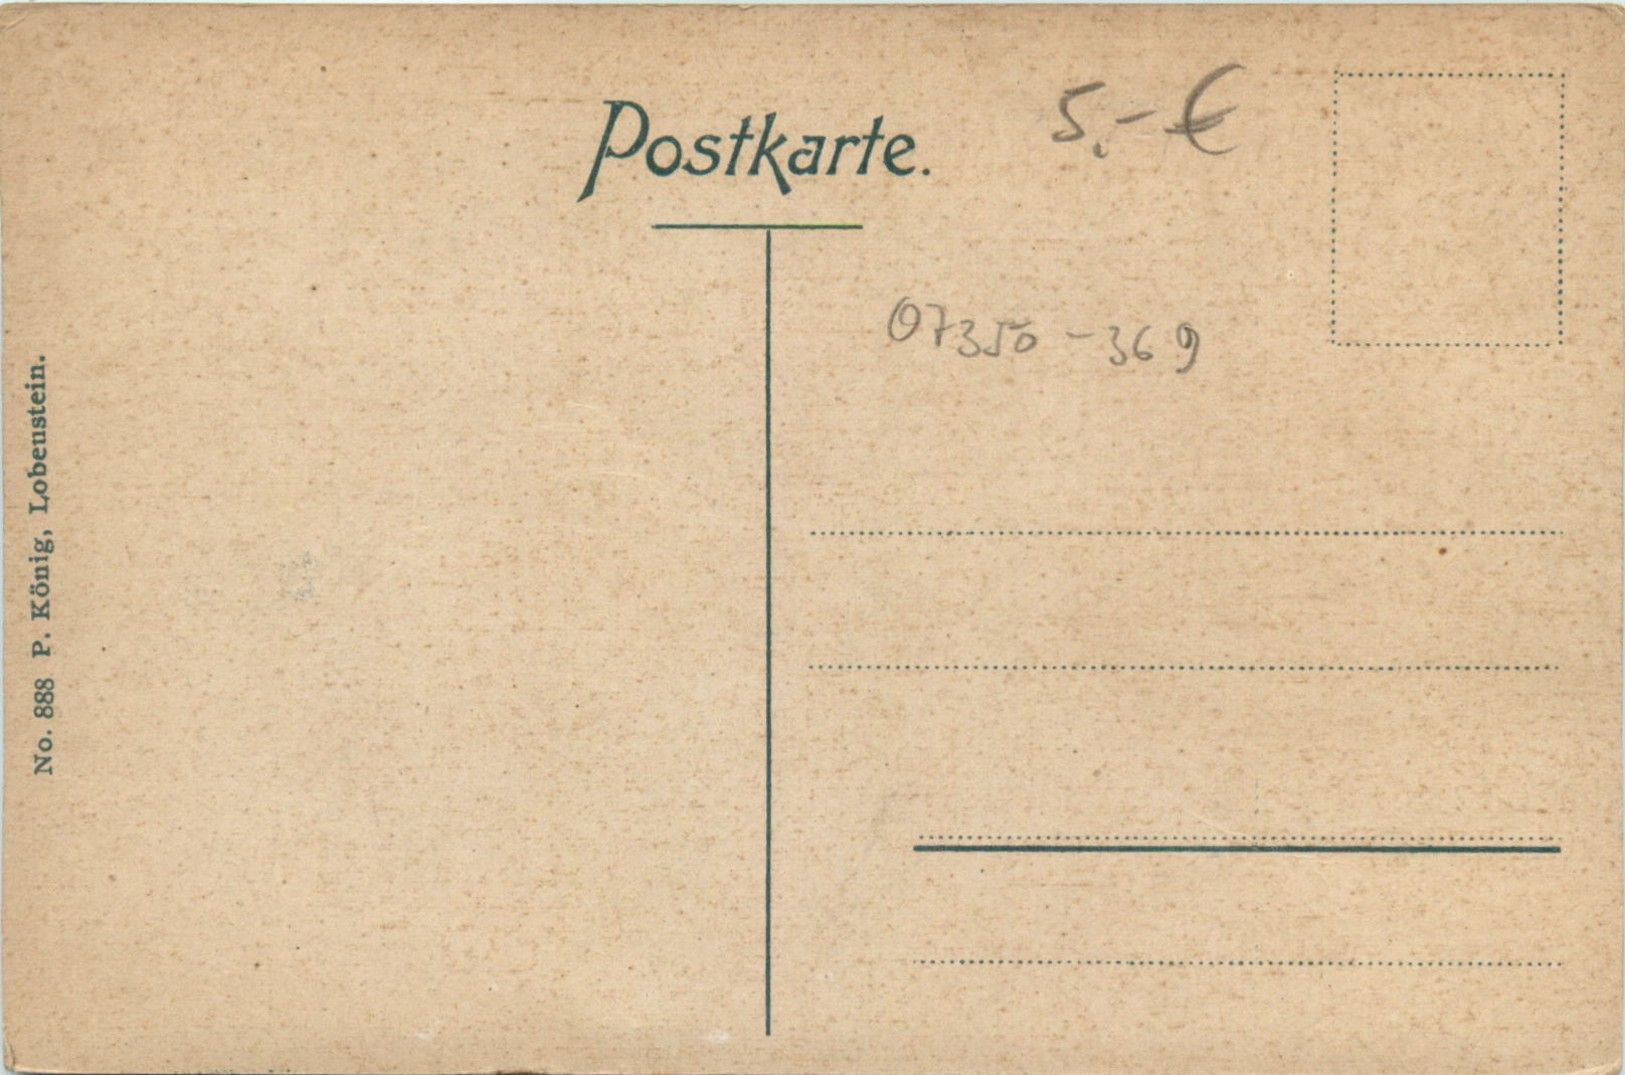 Postkarte.
5.- €
07350-369
No. 888 P. König, Lobenstein.